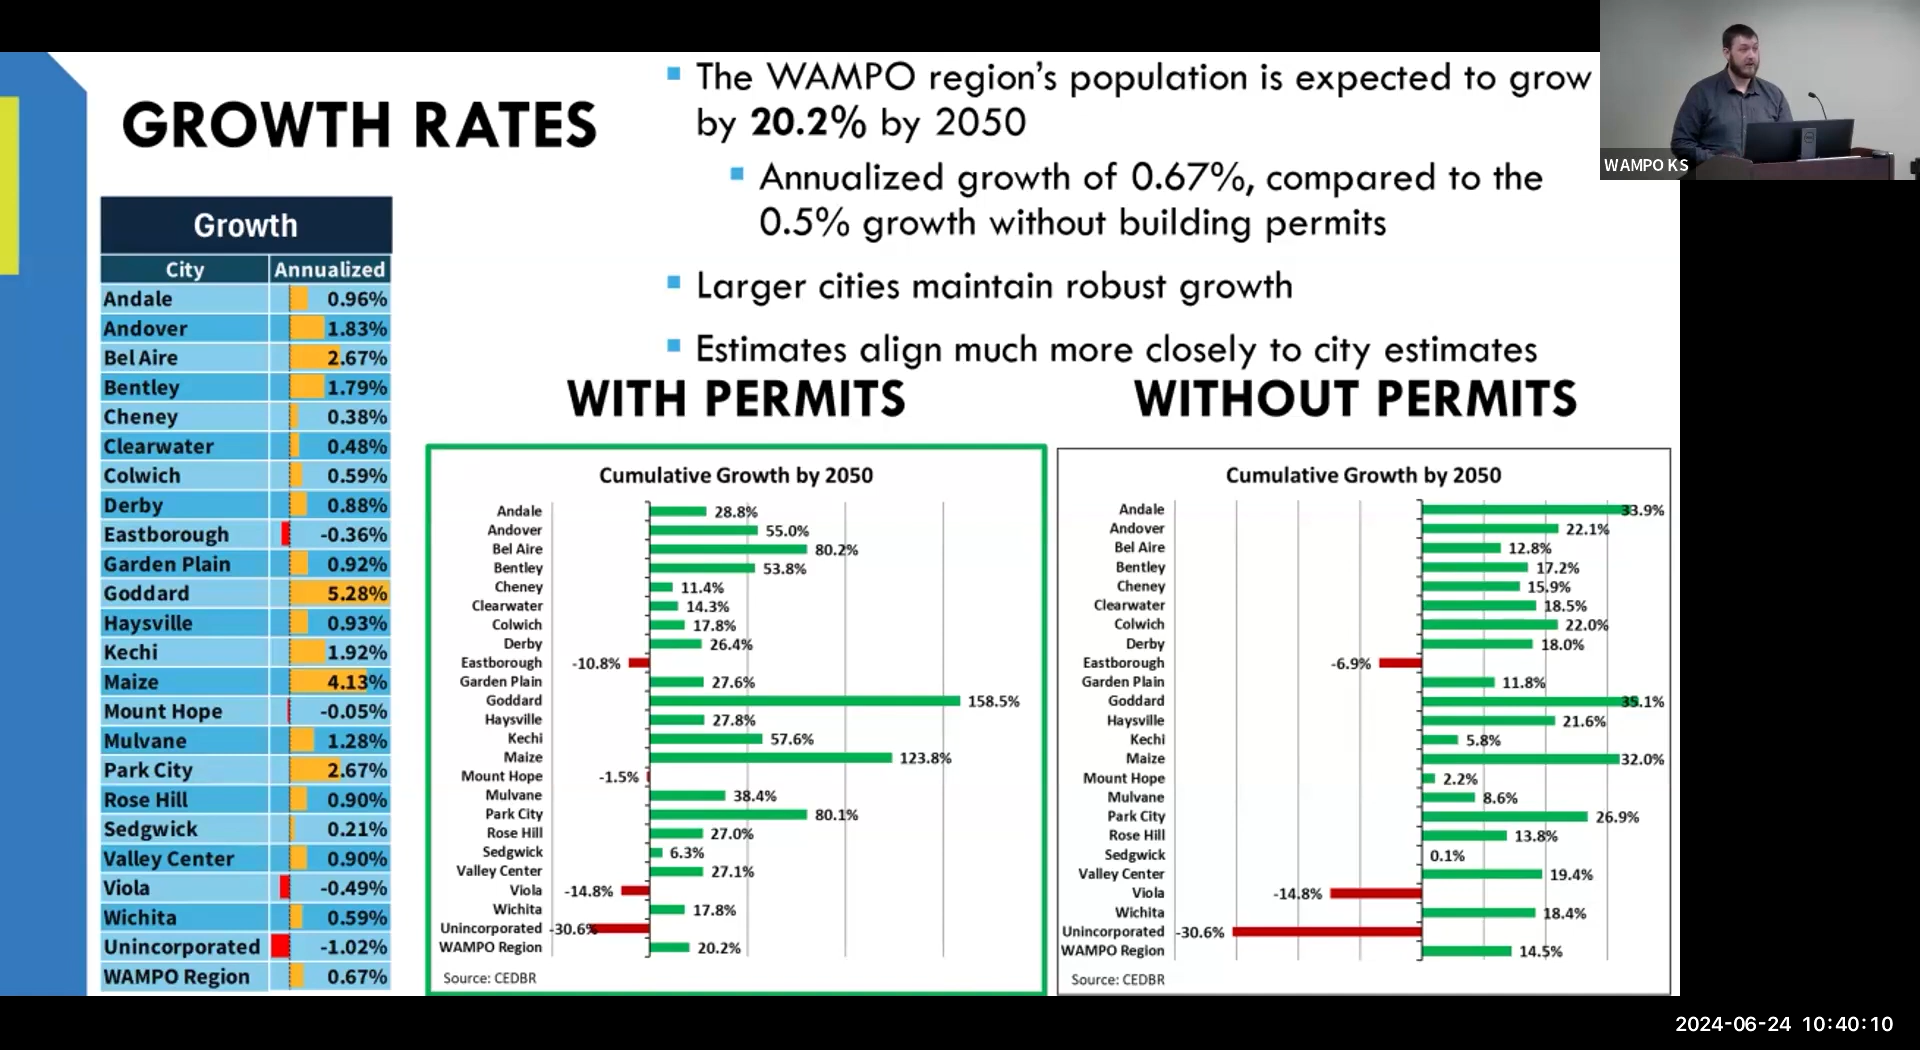 GROWTH RATES
The WAMPO region's population is expected to grow
by 20.2% by 2050
Annualized growth of 0.67%, compared to the
0.5% growth without building permits
Larger cities maintain robust growth
Estimates align much more closely to city estimates
WAMPO KS
Growth
City Annualized
Andale 0.96%
Andover 1.83%
Bel Aire 2.67%
Bentley 1.79%
Cheney 0.38%
Clearwater 0.48%
Colwich 0.59%
Derby 0.88%
Eastborough -0.36%
Garden Plain 0.92%
Goddard 5.28%
Haysville 0.93%
Kechi 1.92%
Maize 4.13%
Mount Hope -0.05%
Mulvane 1.28%
Park City 2.67%
Rose Hill 0.90%
Sedgwick 0.21%
Valley Center 0.90%
Viola -0.49%
Wichita 0.59%
Unincorporated -1.02%
WAMPO Region 0.67%
WITH PERMITS
Cumulative Growth by 2050
Andale 28.8%
Andover 55.0%
Bel Aire 80.2%
Bentley 53.8%
Cheney 11.4%
Clearwater 14.3%
Colwich 17.8%
Derby 26.4%
Eastborough -10.8%
Garden Plain 27.6%
Goddard 158.5%
Haysville 27.8%
Kechi 57.6%
Maize 123.8%
Mount Hope -1.5%
Mulvane 38.4%
Park City 80.1%
Rose Hill 27.0%
Sedgwick 6.3%
Valley Center 27.1%
Viola -14.8%
Wichita 17.8%
Unincorporated -30.6%
WAMPO Region 20.2%
Source: CEDBR
WITHOUT PERMITS
Cumulative Growth by 2050
Andale 33.9%
Andover 22.1%
Bel Aire 12.8%
Bentley 17.2%
Cheney 15.9%
Clearwater 18.5%
Colwich 22.0%
Derby 18.0%
Eastborough -6.9%
Garden Plain 11.8%
Goddard 35.1%
Haysville 21.6%
Kechi 5.8%
Maize 32.0%
Mount Hope 2.2%
Mulvane 8.6%
Park City 26.9%
Rose Hill 13.8%
Sedgwick 0.1%
Valley Center 19.4%
Viola -14.8%
Wichita 18.4%
Unincorporated -30.6%
WAMPO Region 14.5%
Source: CEDBR
2024-06-24 10:40:10